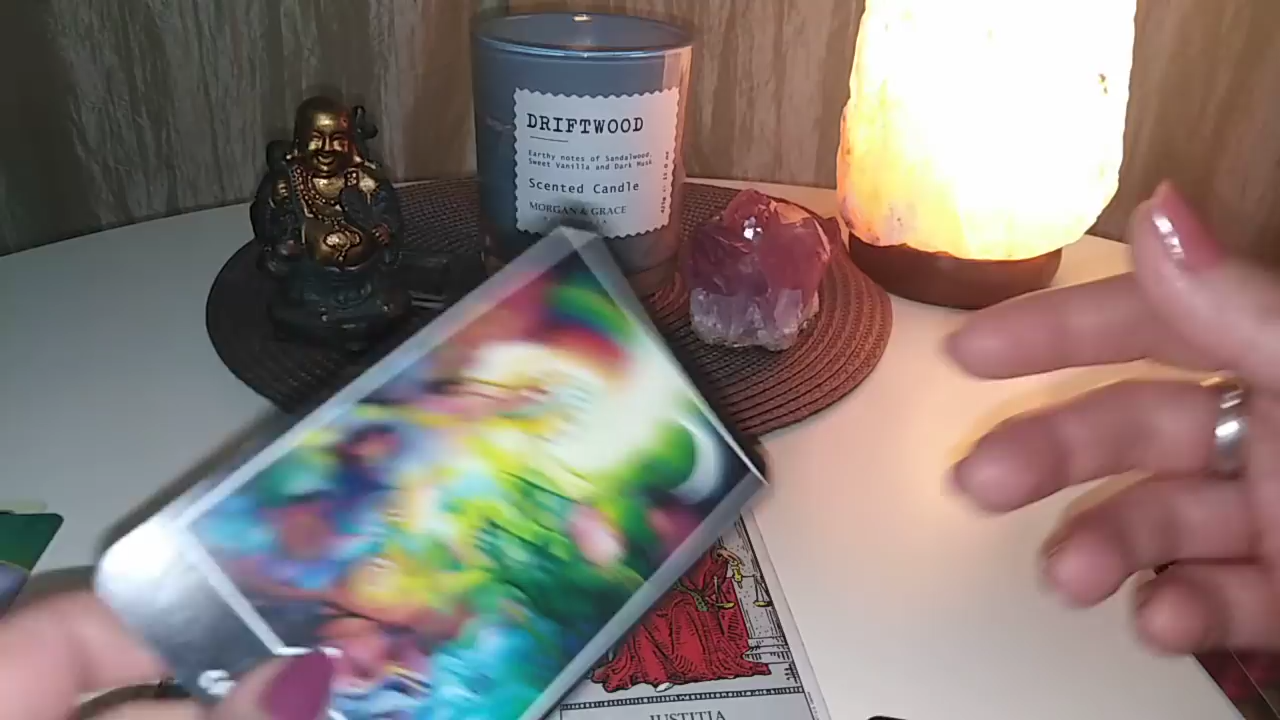 DRIFTWOOD
Earthy notes of Sandalwood,
Sweet Vanilla and Dark Musk
Scented Candle
MORGAN & GRACE
JUSTITIA